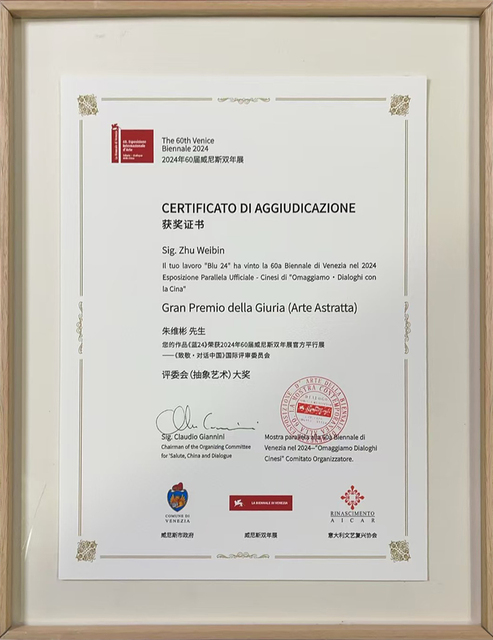 The 60th Venice
Biennale 2024
2024年60届威尼斯双年展
CERTIFICATO DI AGGIUDICAZIONE
获奖证书
Sig. Zhu Weibin
Il tuo lavoro "Blu 24" ha vinto la 60a Biennale di Venezia nel 2024
Esposizione Parallela Ufficiale - Cinesi di "Omaggiamo · Dialoghi con
la Cina"
Gran Premio della Giuria (Arte Astratta)
朱维彬 先生
您的作品《蓝24》荣获2024年60届威尼斯双年展官方平行展
——《致敬·对话中国》国际评审委员会
评委会(抽象艺术)大奖
Sig. Claudio Giannini
Chairman of the Organizing Committee
for 'Salute, China and Dialogue
Mostra parallela alla 60a Biennale di
Venezia nel 2024—"Omaggiamo Dialoghi
Cinesi" Comitato Organizzatore.
COMUNE DI
VENEZIA
LA BIENNALE DI VENEZIA
RINASCIMENTO
AICAR
威尼斯市政府
威尼斯双年展
意大利文艺复兴协会